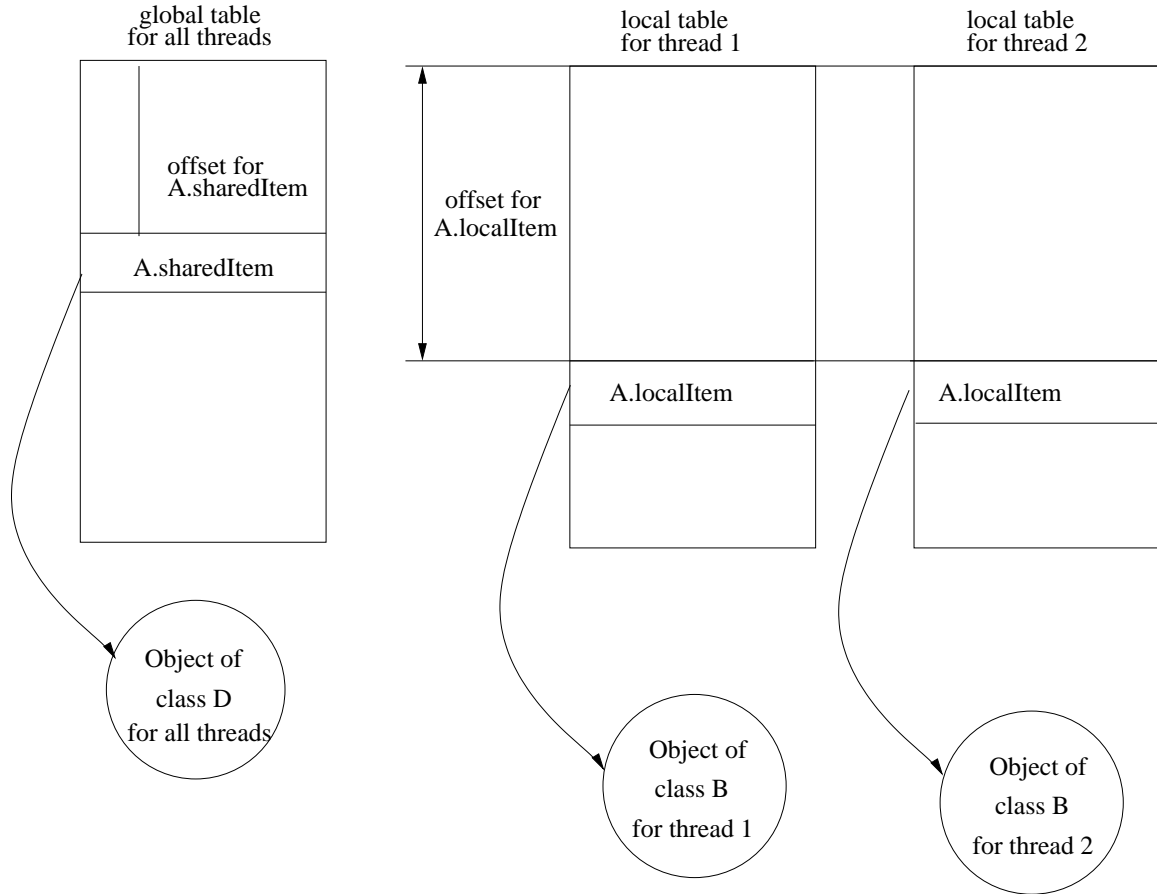 global table
for all threads
local table
for thread 1
local table
for thread 2
offset for
A.sharedItem
A.sharedItem
offset for
A.localItem
A.localItem
A.localItem
Object of
class D
for all threads
Object of
class B
for thread 1
Object of
class B
for thread 2